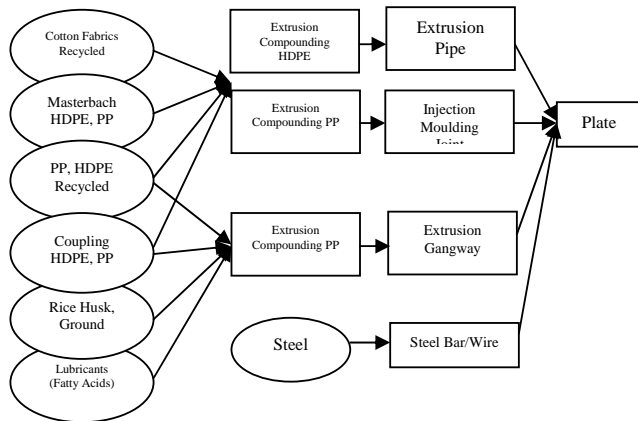 Cotton Fabrics
Recycled
Masterbach
HDPE, PP
PP, HDPE
Recycled
Coupling
HDPE, PP
Rice Husk,
Ground
Lubricants
(Fatty Acids)
Extrusion
Compounding
HDPE
Extrusion
Compounding PP
Extrusion
Compounding PP
Steel
Extrusion
Pipe
Injection
Moulding
Joint
Extrusion
Gangway
Steel Bar/Wire
Plate